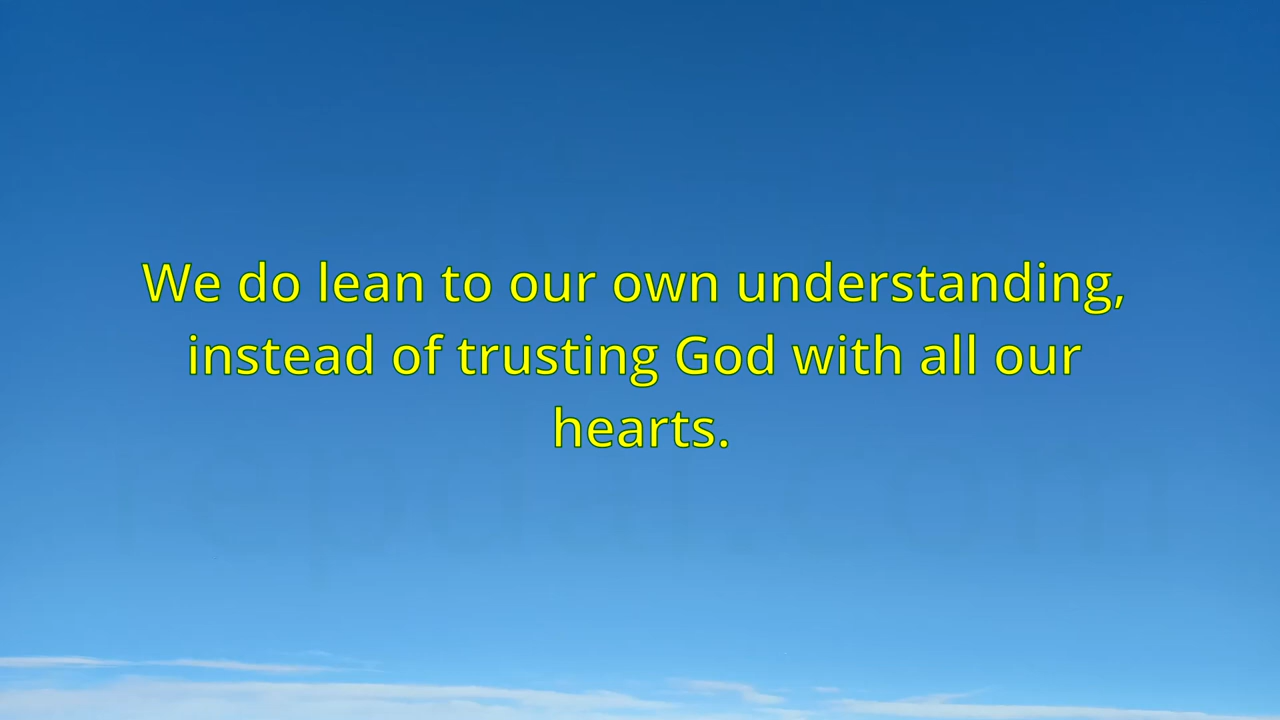 We do lean to our own understanding,
instead of trusting God with all our
hearts.